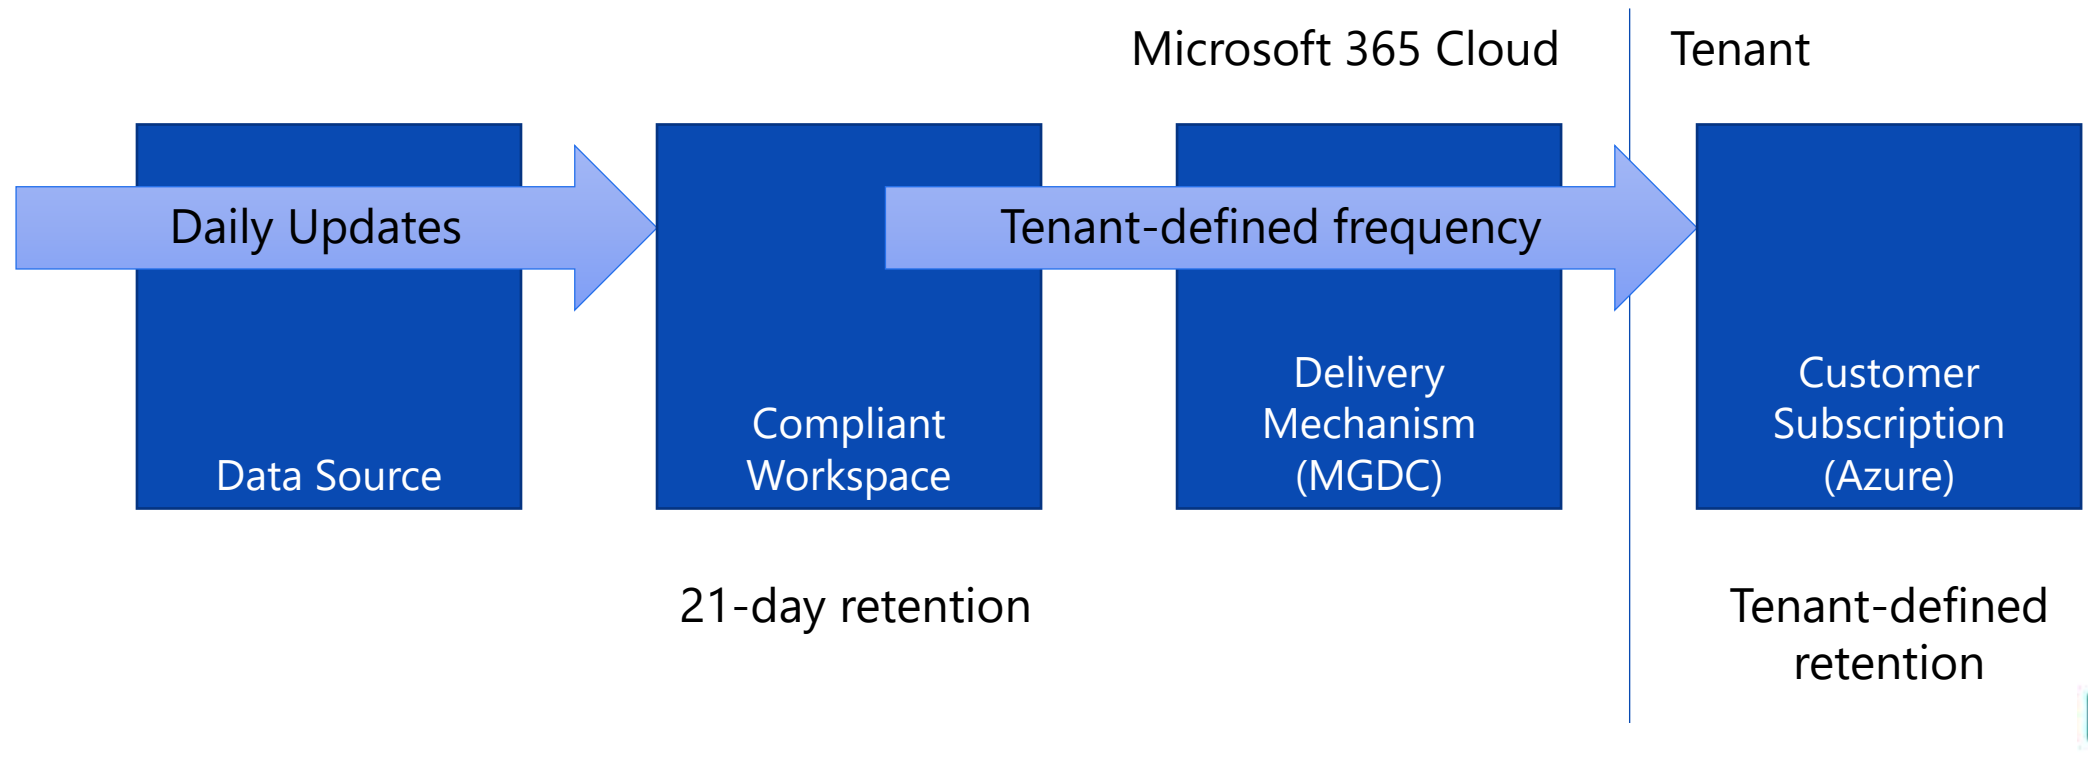 Microsoft 365 Cloud
Tenant
Daily Updates
Tenant-defined frequency
Data Source
Compliant
Workspace
Delivery
Mechanism
(MGDC)
Customer
Subscription
(Azure)
21-day retention
Tenant-defined
retention